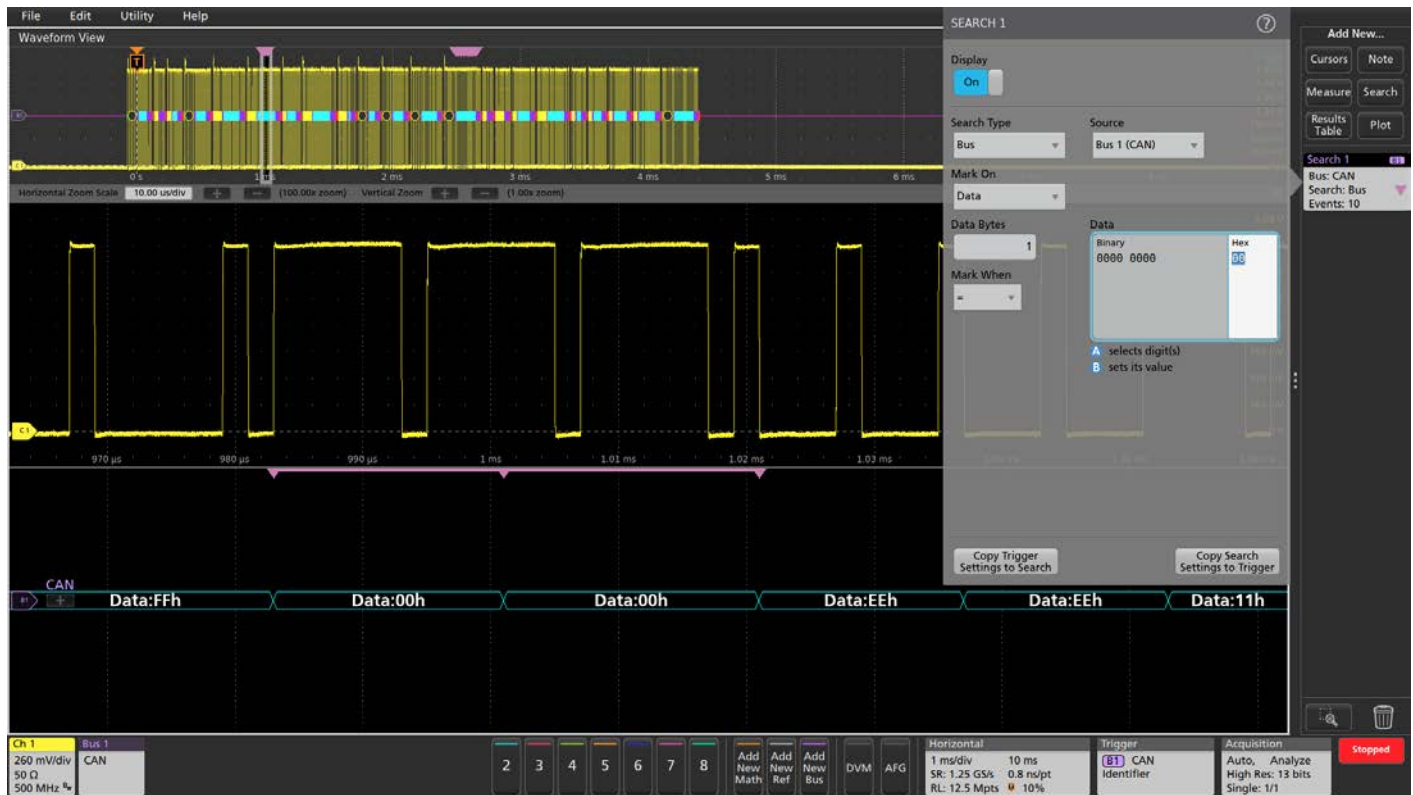 File Edit Utility Help
Waveform View
T
B1
C1
0 s 1 ms 2 ms 3 ms 4 ms 5 ms 6 ms
Horizontal Zoom Scale 10.00 us/div + — (100.00x zoom) Vertical Zoom + — (1.00x zoom)
C1
970 µs 980 µs 990 µs 1 ms 1.01 ms 1.02 ms 1.03 ms
CAN
B1 + Data:FFh Data:00h Data:00h Data:EEh Data:EEh Data:11h
SEARCH 1 ?
Display
On
Search Type Source
Bus Bus 1 (CAN)
Mark On
Data
Data Bytes Data
1 Binary Hex
0000 0000 00
Mark When
=
A selects digit(s)
B sets its value
Copy Trigger Copy Search
Settings to Search Settings to Trigger
Add New...
Cursors Note
Measure Search
Results Plot
Table
Search 1 B1
Bus: CAN
Search: Bus
Events: 10
Ch 1
260 mV/div
50 Ω
500 MHz Bw
Bus 1
CAN
2 3 4 5 6 7 8
Add New Math
Add New Ref
Add New Bus
DVM AFG
Horizontal
1 ms/div 10 ms
SR: 1.25 GS/s 0.8 ns/pt
RL: 12.5 Mpts 10%
Trigger
B1 CAN
Identifier
Acquisition
Auto, Analyze
High Res: 13 bits
Single: 1/1
Stopped